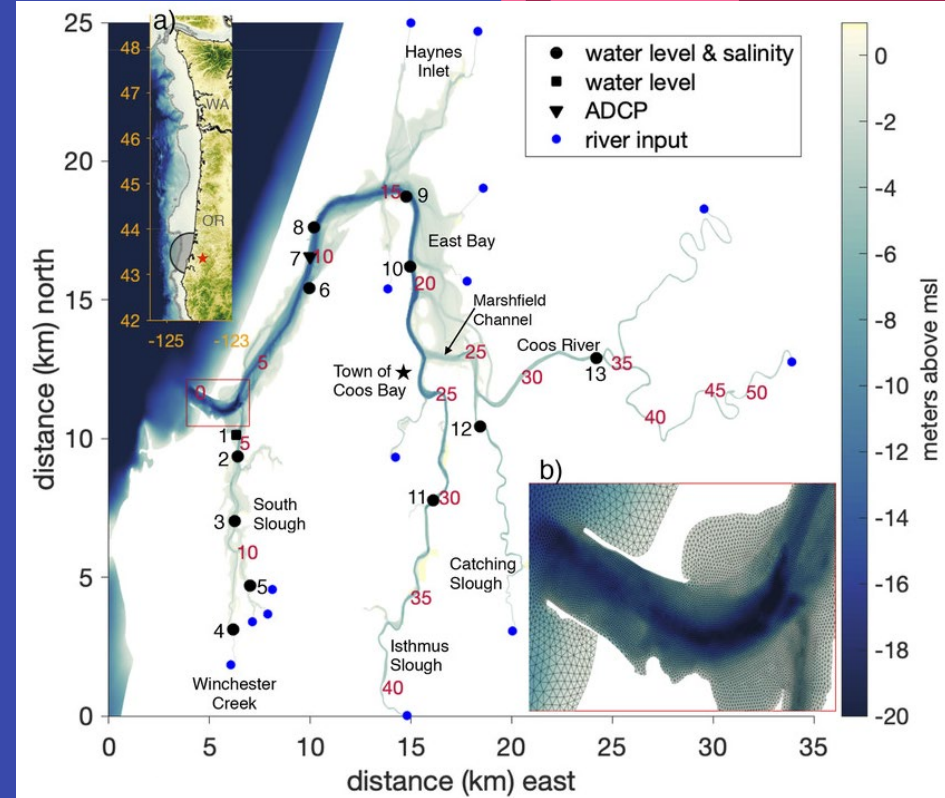 a)
25
20
15
10
5
0
distance (km) north
48
47
46
45
44
43
42
-125
-123
WA
OR
Haynes
Inlet
water level & salinity
water level
ADCP
river input
0
-2
-4
-6
-8
-10
-12
-14
-16
-18
-20
meters above msl
15
9
8
East Bay
7
10
10
20
6
Marshfield
Channel
Coos River
25
35
13
5
30
Town of
Coos Bay
0
25
45
50
40
12
1
5
2
b)
11
30
South
Slough
3
10
Catching
Slough
5
35
4
Isthmus
Slough
Winchester
Creek
40
0
5
10
15
20
25
30
35
distance (km) east